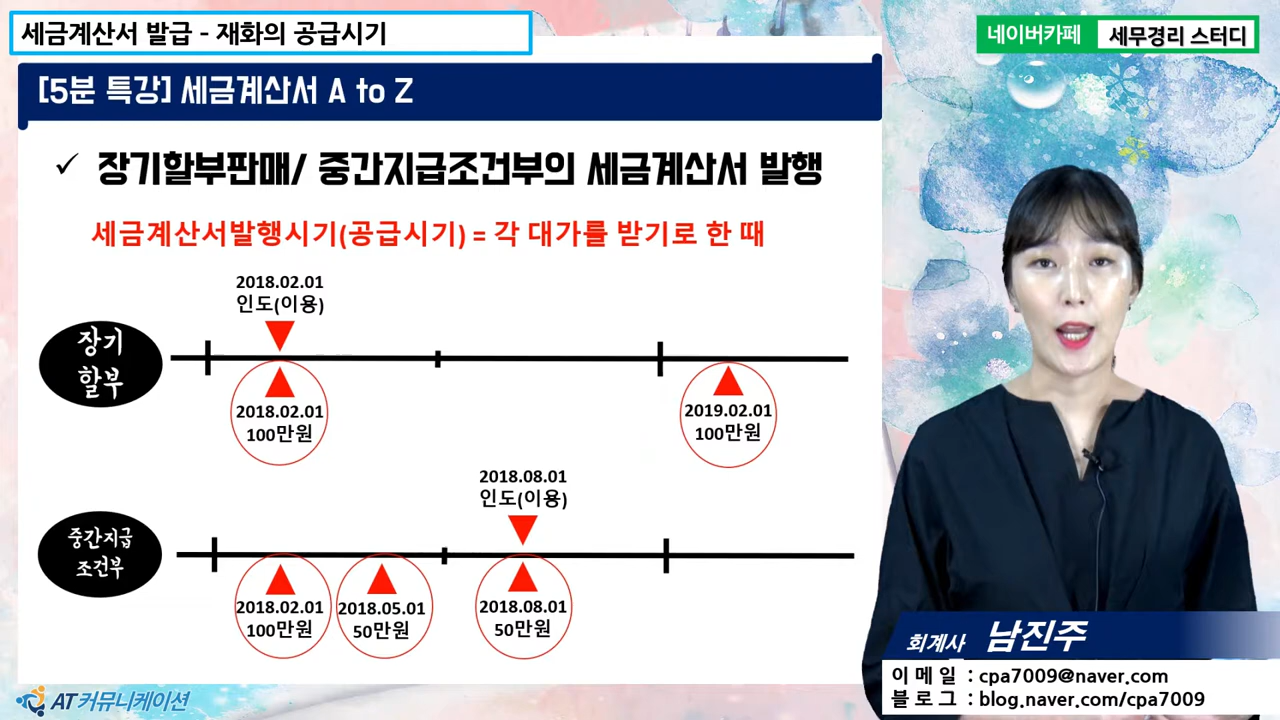 세금계산서 발급 - 재화의 공급시기
네이버카페 세무경리 스터디
[5분 특강] 세금계산서 A to Z
✓ 장기할부판매/ 중간지급조건부의 세금계산서 발행
세금계산서발행시기(공급시기) = 각 대가를 받기로 한 때
2018.02.01
인도(이용)
장기
할부
2018.02.01
100만원
2019.02.01
100만원
2018.08.01
인도(이용)
중간지급
조건부
2018.02.01
100만원
2018.05.01
50만원
2018.08.01
50만원
회계사 남진주
이 메 일 : cpa7009@naver.com
블 로 그 : blog.naver.com/cpa7009
AT커뮤니케이션